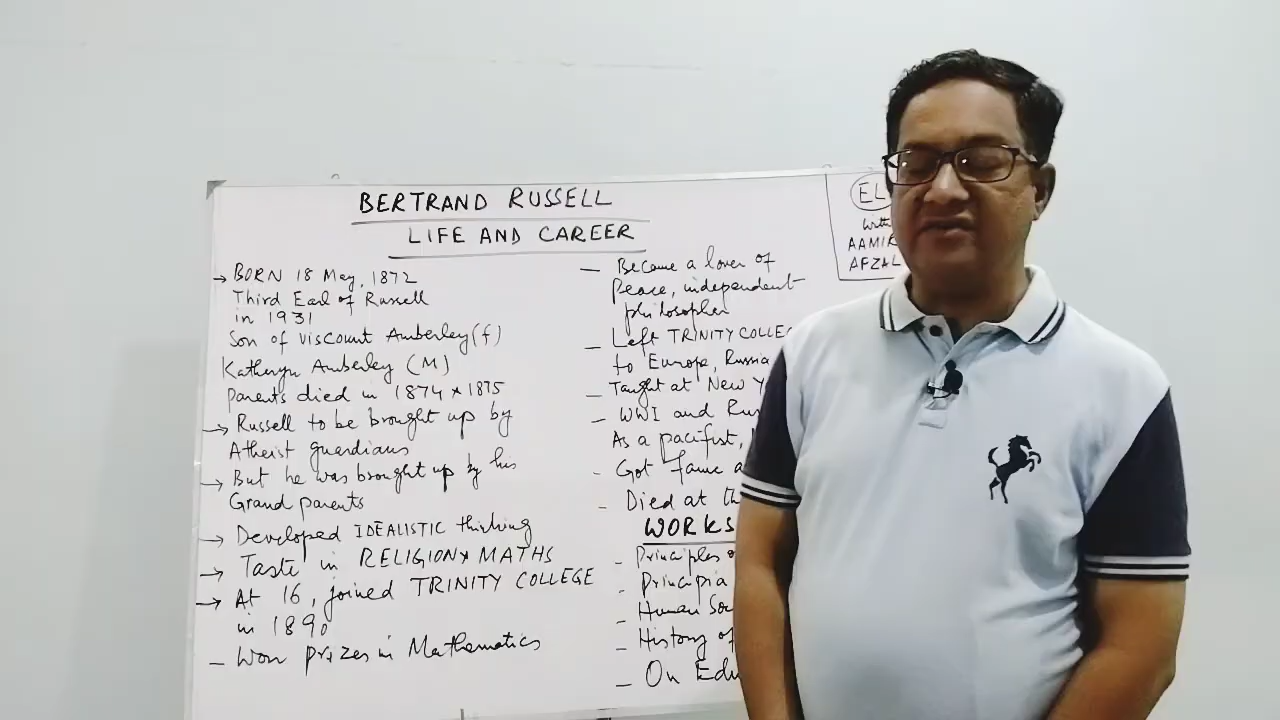 BERTRAND RUSSELL
LIFE AND CAREER
→ BORN 18 May, 1872
Third Earl of Russell
in 1931
Son of Viscount Amberley (f)
Katheryn Amberley (M)
Parents died in 1874 & 1875
→ Russell to be brought up by
Atheist guardians
→ But he was brought up by his
Grand parents
→ Developed IDEALISTIC thinking
→ Taste in RELIGION & MATHS
→ At 16, joined TRINITY COLLEGE
in 1890
- Won prizes in Mathematics
- Became a lover of
Peace, independent
philosopher
- Left TRINITY COLLEG
to Europe, Russia
- Taught at New Y
- WWI and Rus
As a pacifist,
- Got fame a
- Died at th
WORKS
- Principles o
- Principia
- Human So
- History of
- On Edu
EL
with
AAMIR
AFZAL